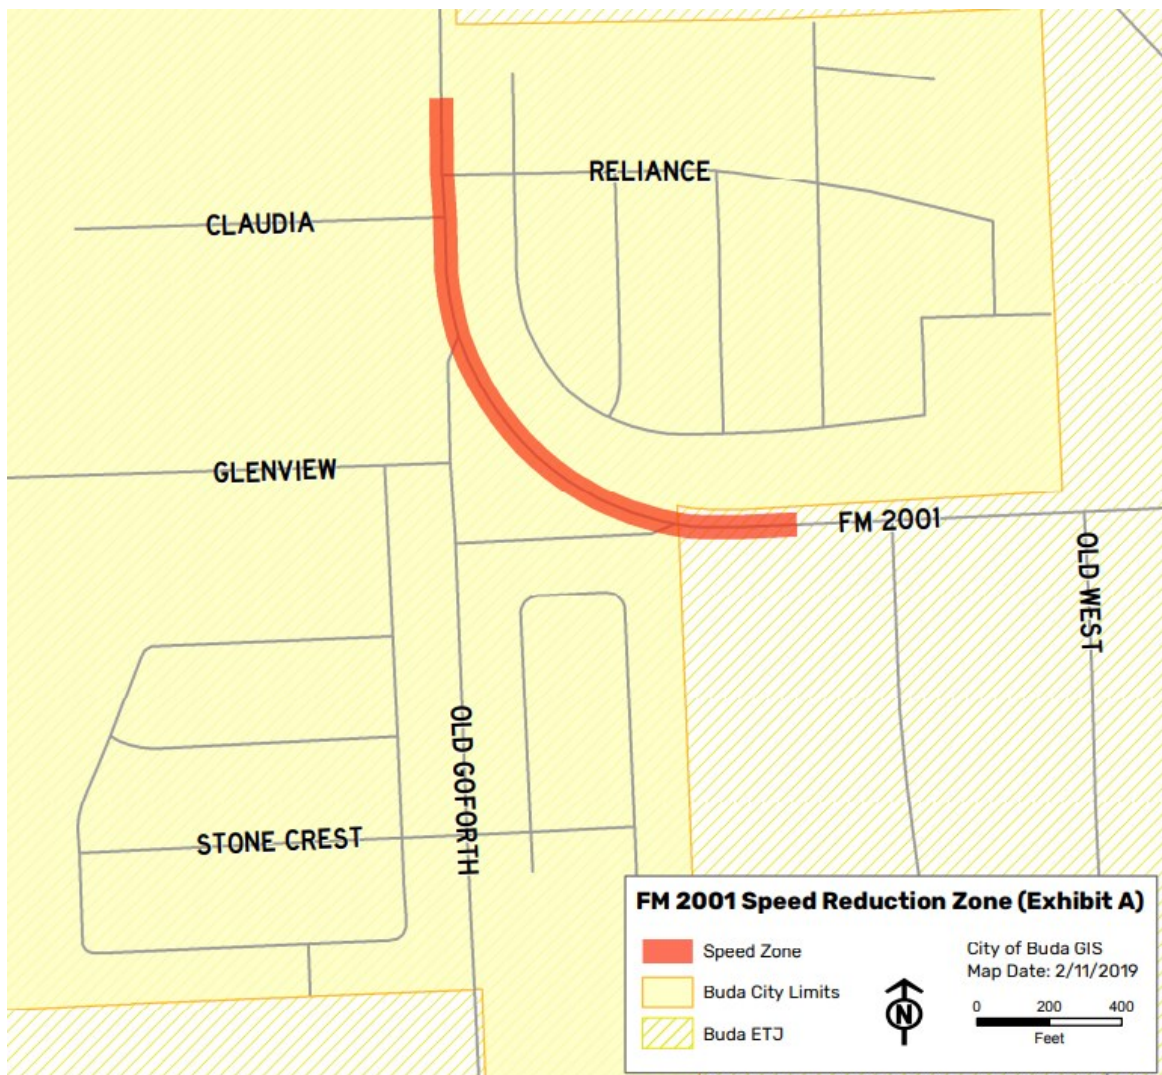 RELIANCE
CLAUDIA
GLENVIEW
FM 2001
OLD WEST
OLD GOFORTH
STONE CREST
FM 2001 Speed Reduction Zone (Exhibit A)
Speed Zone
Buda City Limits
Buda ETJ
N
City of Buda GIS
Map Date: 2/11/2019
0 200 400
Feet